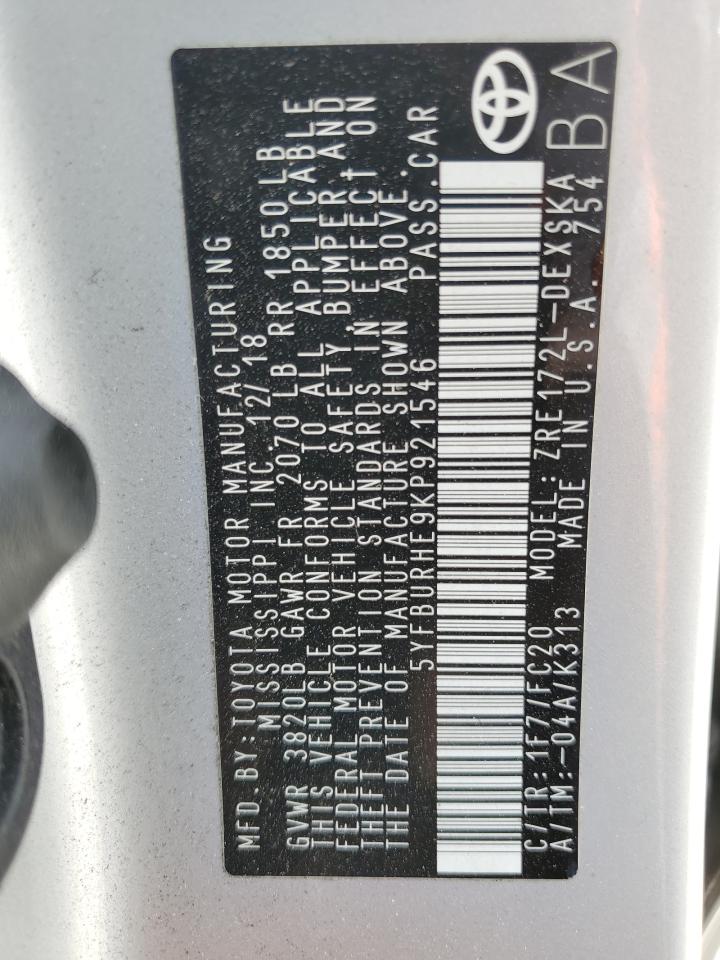 MFD. BY: TOYOTA MOTOR MANUFACTURING
MISSISSIPPI INC. 12/18
GVWR 3820LB GAWR FR 2070 LB RR 1850LB
THIS VEHICLE CONFORMS TO ALL APPLICABLE
FEDERAL MOTOR VEHICLE SAFETY, BUMPER AND
THEFT PREVENTION STANDARDS IN EFFECT ON
THE DATE OF MANUFACTURE SHOWN ABOVE.
5YFBURHE9KP921546 PASS. CAR
C/TR: 1F7/FC20 MODEL: ZRE172L-DEXSKA
A/TM: -04A/K313 MADE IN U.S.A. 754
BA